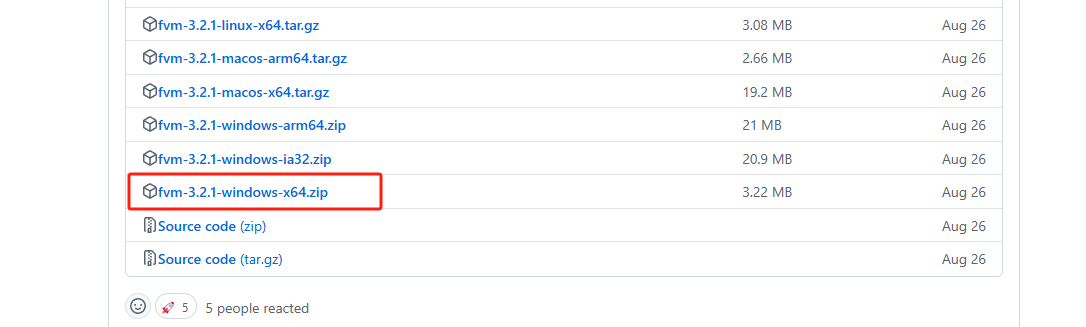 fvm-3.2.1-linux-x64.tar.gz 3.08 MB Aug 26
fvm-3.2.1-macos-arm64.tar.gz 2.66 MB Aug 26
fvm-3.2.1-macos-x64.tar.gz 19.2 MB Aug 26
fvm-3.2.1-windows-arm64.zip 21 MB Aug 26
fvm-3.2.1-windows-ia32.zip 20.9 MB Aug 26
fvm-3.2.1-windows-x64.zip 3.22 MB Aug 26
Source code (zip) Aug 26
Source code (tar.gz) Aug 26
5 5 people reacted